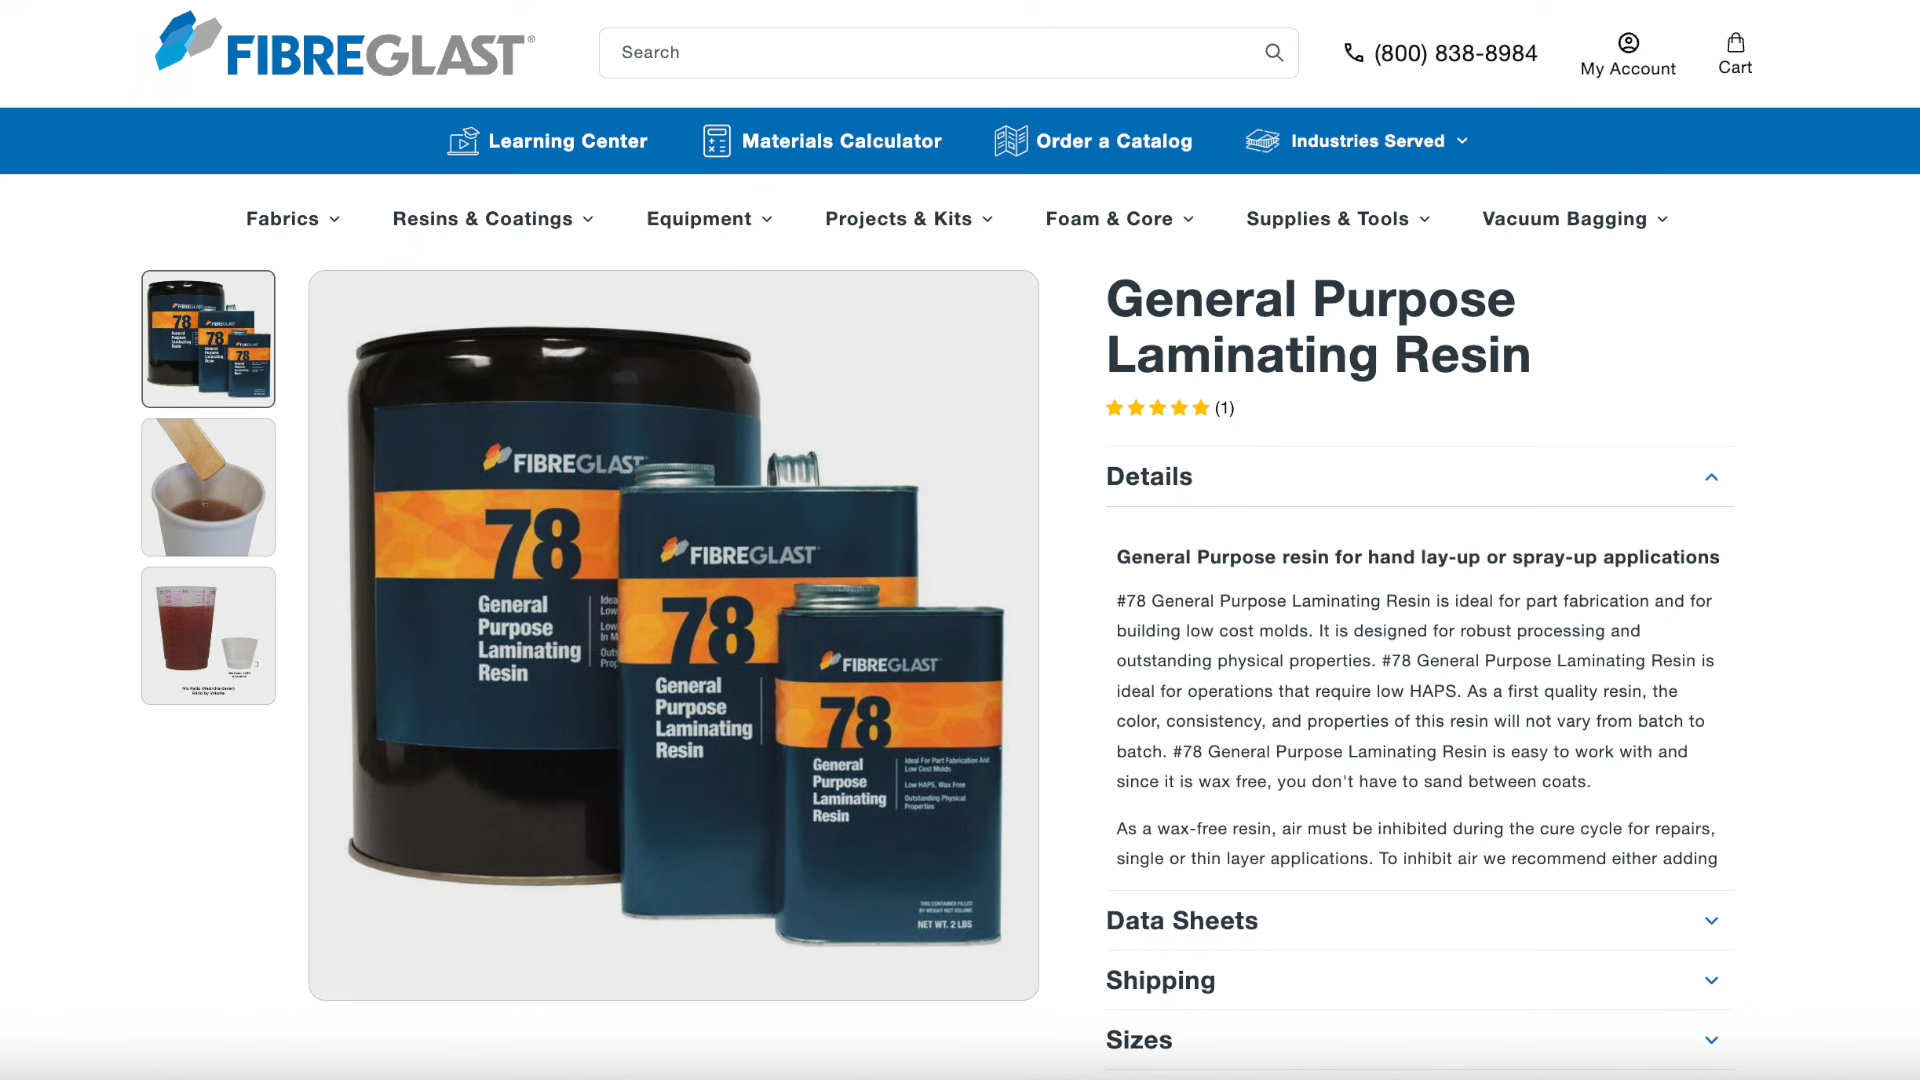 FIBREGLAST®
Search
(800) 838-8984
My Account
Cart
Learning Center
Materials Calculator
Order a Catalog
Industries Served
Fabrics
Resins & Coatings
Equipment
Projects & Kits
Foam & Core
Supplies & Tools
Vacuum Bagging
FIBREGLAST
78
General
Purpose
Laminating
Resin
FIBREGLAST
78
General
Purpose
Laminating
Resin
FIBREGLAST
78
General
Purpose
Laminating
Resin
Ideal For Part Fabrication And
Low Cost Molds
Low HAPS, Wax Free
Outstanding Physical
Properties
THIS CONTAINER FILLED
BY WEIGHT NOT VOLUME
NET WT. 2 LBS
General Purpose
Laminating Resin
(1)
Details
General Purpose resin for hand lay-up or spray-up applications
#78 General Purpose Laminating Resin is ideal for part fabrication and for
building low cost molds. It is designed for robust processing and
outstanding physical properties. #78 General Purpose Laminating Resin is
ideal for operations that require low HAPS. As a first quality resin, the
color, consistency, and properties of this resin will not vary from batch to
batch. #78 General Purpose Laminating Resin is easy to work with and
since it is wax free, you don't have to sand between coats.
As a wax-free resin, air must be inhibited during the cure cycle for repairs,
single or thin layer applications. To inhibit air we recommend either adding
Data Sheets
Shipping
Sizes